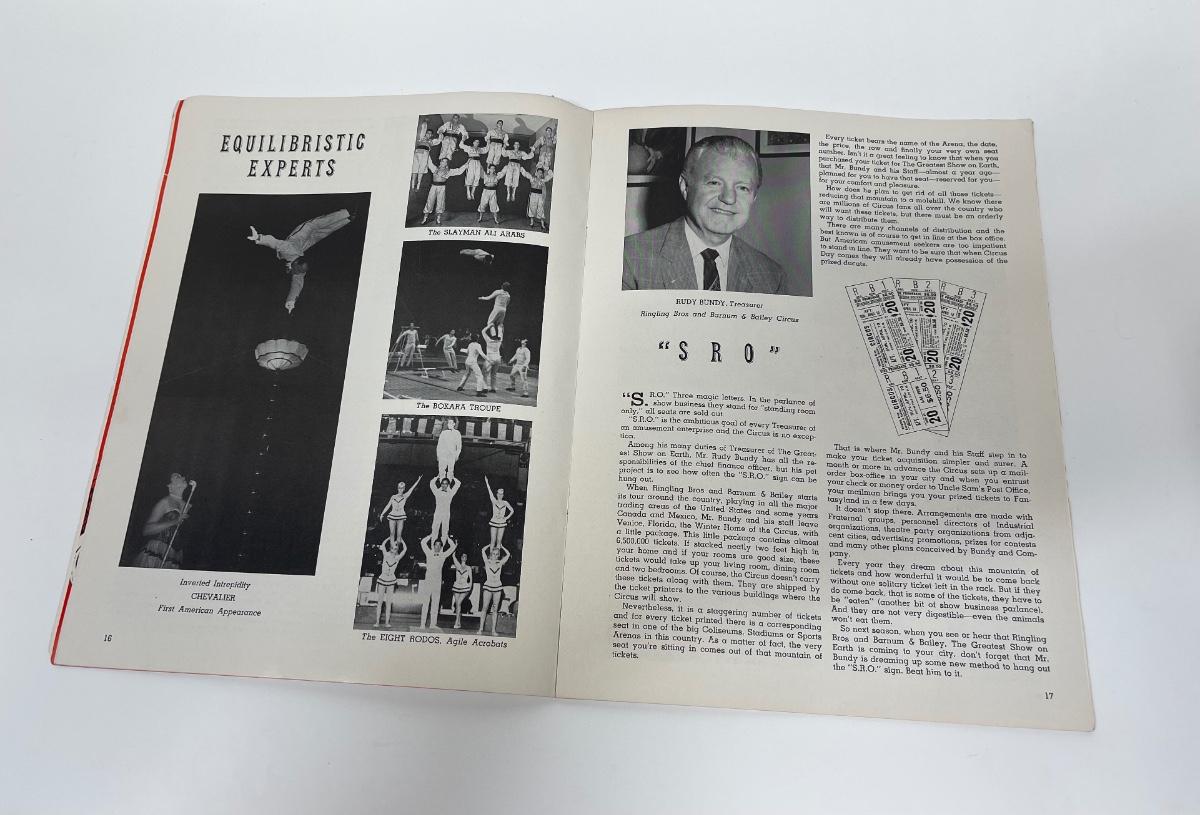 EQUILIBRISTIC
EXPERTS
Inverted Intrepidity
CHEVALIER
First American Appearance
16
The SLAYMAN ALI ARABS
The BOKARA TROUPE
The EIGHT RODOS, Agile Acrobats
RUDY BUNDY, Treasurer
Ringling Bros and Barnum & Bailey Circus
"S R O"
"S. R.O." Three magic letters. In the parlance of
show business they stand for "standing room
only," all seats are sold out.
"S.R.O." is the ambitious goal of every Treasurer of
an amusement enterprise and the Circus is no excep-
tion.
Among his many duties of Treasurer of The Great-
est Show on Earth, Mr. Rudy Bundy has all the re-
sponsibilities of the chief finance officer, but his pet
project is to see how often the "S.R.O." sign can be
hung out.
When Ringling Bros and Barnum & Bailey starts
its tour around the country, playing in all the major
trading areas of the United States and some years
Canada and Mexico, Mr. Bundy and his staff leave
Venice, Florida, the Winter Home of the Circus, with
a little package. This little package contains almost
6,500,000 tickets. If stacked neatly two feet high in
your home and if your rooms are good size, these
tickets would take up your living room, dining room
and two bedrooms. Of course, the Circus doesn't carry
these tickets along with them. They are shipped by
the ticket printers to the various buildings where the
Circus will show.
Nevertheless, it is a staggering number of tickets
and for every ticket printed there is a corresponding
seat in one of the big Coliseums, Stadiums or Sports
Arenas in this country. As a matter of fact, the very
seat you're sitting in comes out of that mountain of
tickets.
Every ticket bears the name of the Arena, the date,
the price, the row and finally your very own seat
number. Isn't it a great feeling to know that when you
purchased your ticket for The Greatest Show on Earth,
that Mr. Bundy and his Staff—almost a year ago—
planned for you to have that seat—reserved for you—
for your comfort and pleasure.
How does he plan to get rid of all those tickets—
reducing that mountain to a molehill. We know there
are millions of Circus fans all over the country who
will want these tickets, but there must be an orderly
way to distribute them.
There are many channels of distribution and the
best known is of course to get in line at the box office.
But American amusement seekers are too impatient
to stand in line. They want to be sure that when Circus
Day comes they will already have possession of the
prized ducats.
That is where Mr. Bundy and his Staff step in to
make your ticket acquisition simpler and surer. A
month or more in advance the Circus sets up a mail-
order box-office in your city and when you entrust
your check or money order to Uncle Sam's Post Office,
your mailman brings you your prized tickets to Fan-
tasyland in a few days.
It doesn't stop there. Arrangements are made with
Fraternal groups, personnel directors of Industrial
organizations, theatre party organizations from adja-
cent cities, advertising promotions, prizes for contests
and many other plans conceived by Bundy and Com-
pany.
Every year they dream about this mountain of
tickets and how wonderful it would be to come back
without one solitary ticket left in the rack. But if they
do come back, that is some of the tickets, they have to
be "eaten" (another bit of show business parlance).
And they are not very digestible—even the animals
won't eat them.
So next season, when you see or hear that Ringling
Bros and Barnum & Bailey, The Greatest Show on
Earth is coming to your city, don't forget that Mr.
Bundy is dreaming up some new method to hang out
the "S.R.O." sign. Beat him to it.
17